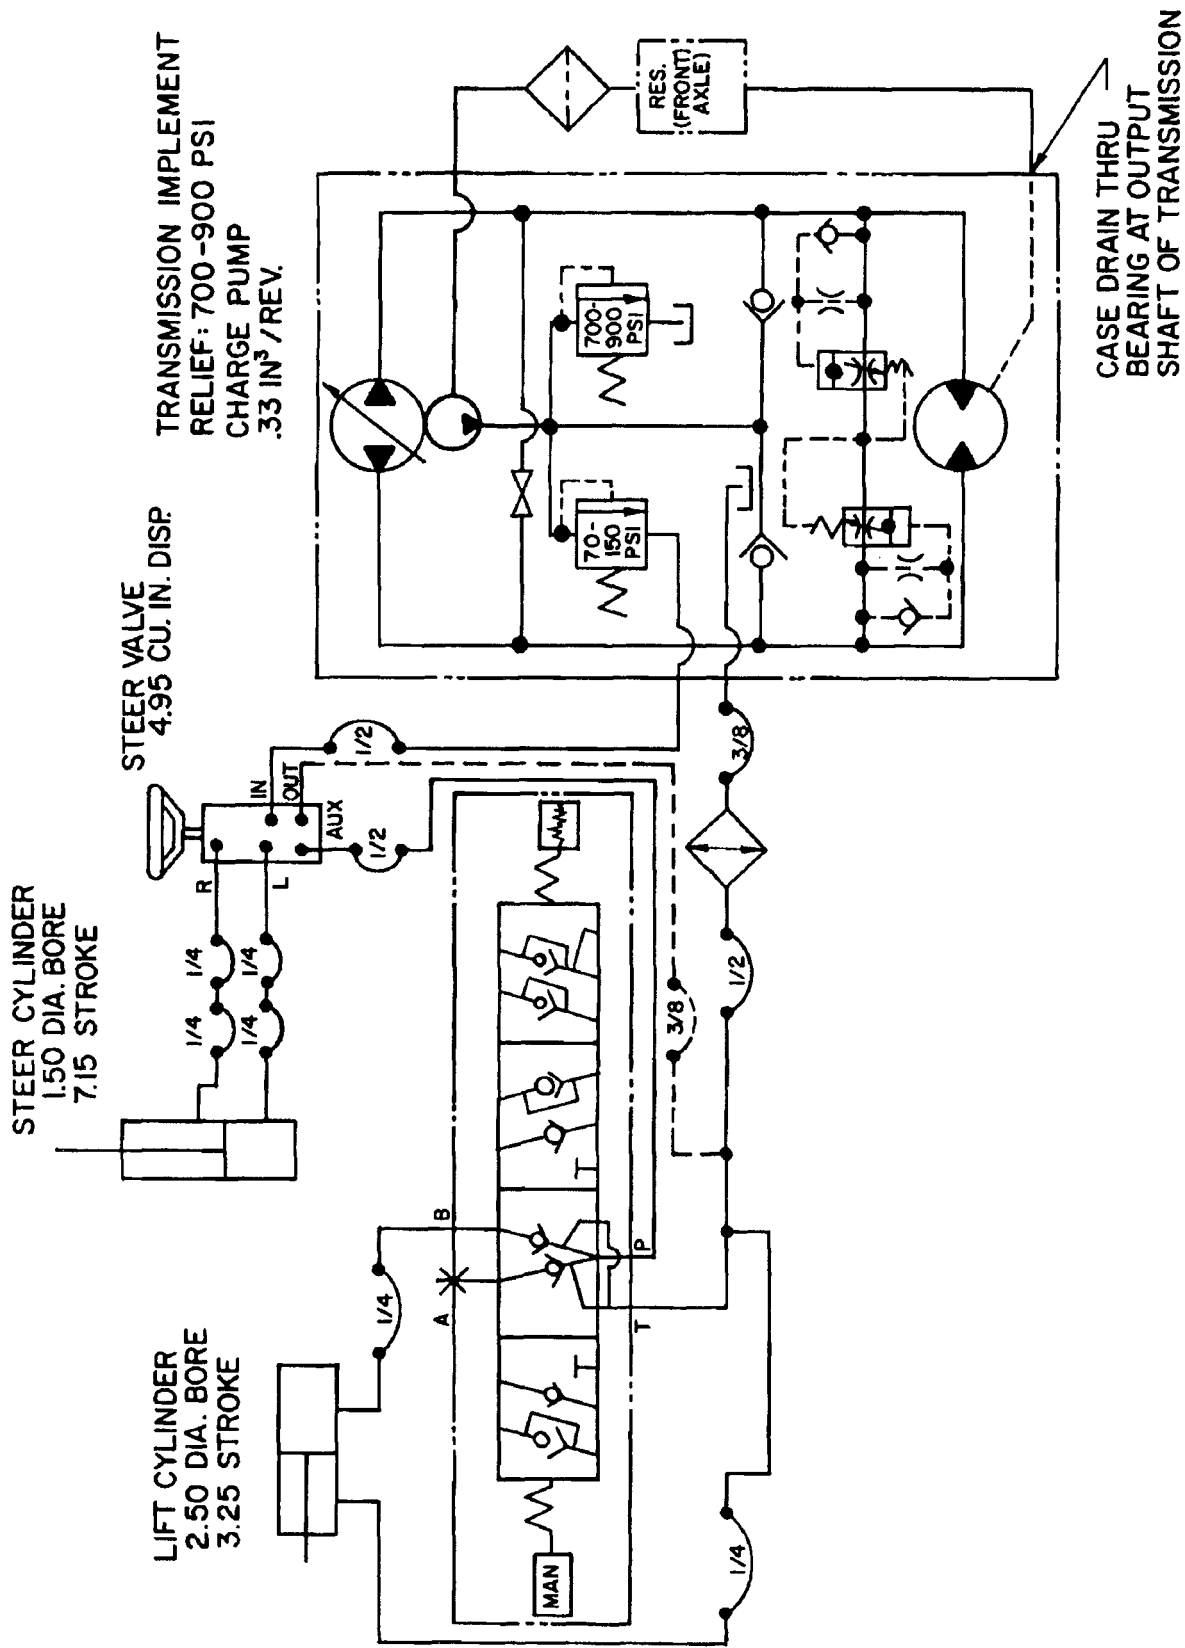 LIFT CYLINDER
2.50 DIA. BORE
3.25 STROKE
STEER CYLINDER
1.50 DIA. BORE
7.15 STROKE
STEER VALVE
4.95 CU. IN. DISP.
TRANSMISSION IMPLEMENT
RELIEF: 700-900 PSI
CHARGE PUMP
.33 IN³/REV.
RES.
(FRONT)
AXLE)
CASE DRAIN THRU
BEARING AT OUTPUT
SHAFT OF TRANSMISSION
70-
150
PSI
700-
900
PSI
R
L
IN
OUT
AUX
1/4
1/4
1/4
1/4
1/2
1/2
1/4
A
B
T
P
T
T
MAN
3/8
1/2
3/8
1/4